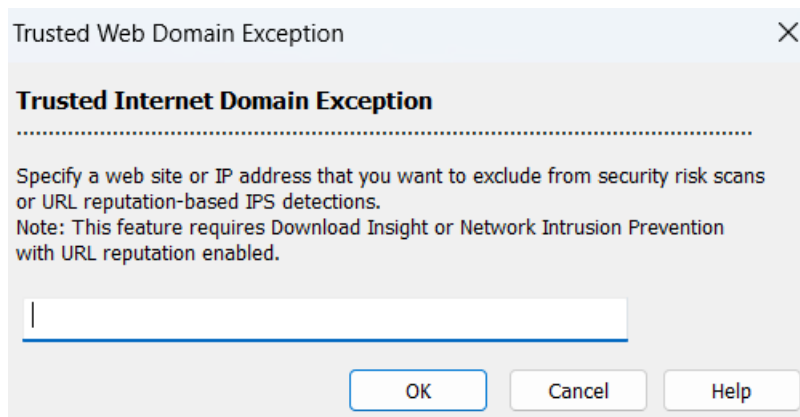 Trusted Web Domain Exception
Trusted Internet Domain Exception
Specify a web site or IP address that you want to exclude from security risk scans
or URL reputation-based IPS detections.
Note: This feature requires Download Insight or Network Intrusion Prevention
with URL reputation enabled.
OK Cancel Help